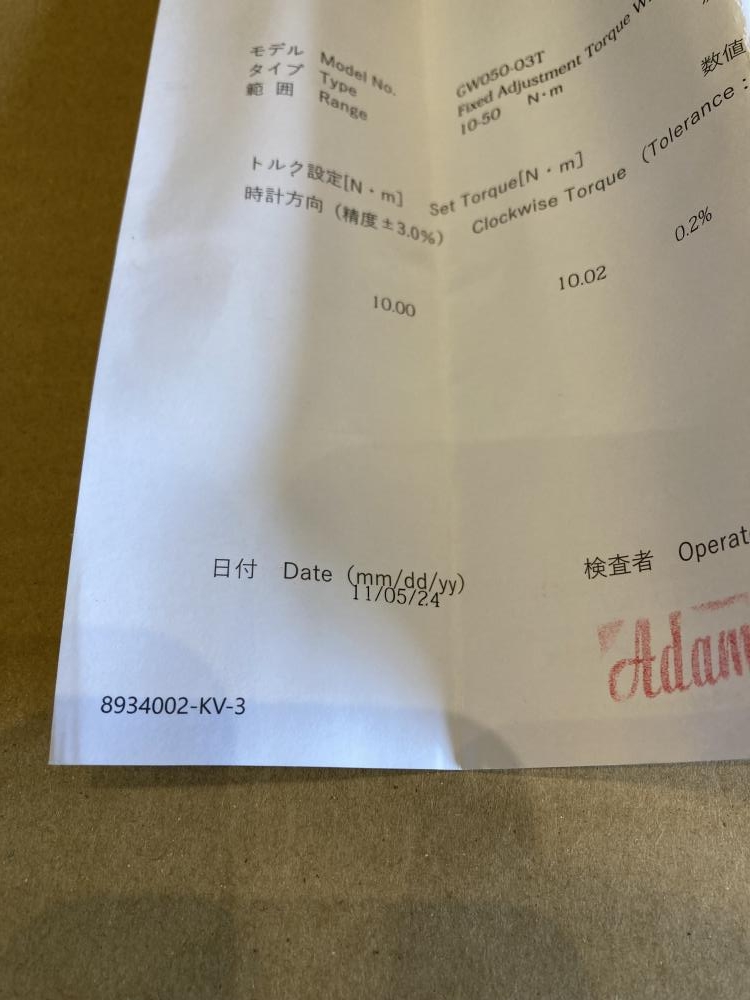 モデル Model No. GW050-03T
タイプ Type Fixed Adjustment Torque
範囲 Range 10-50 N・m
数値
トルク設定[N・m] Set Torque[N・m]
時計方向（精度±3.0%） Clockwise Torque （Tolerance :
10.00 10.02 0.2%
日付 Date （mm/dd/yy）
11/05/24
検査者 Operat
Adam
8934002-KV-3